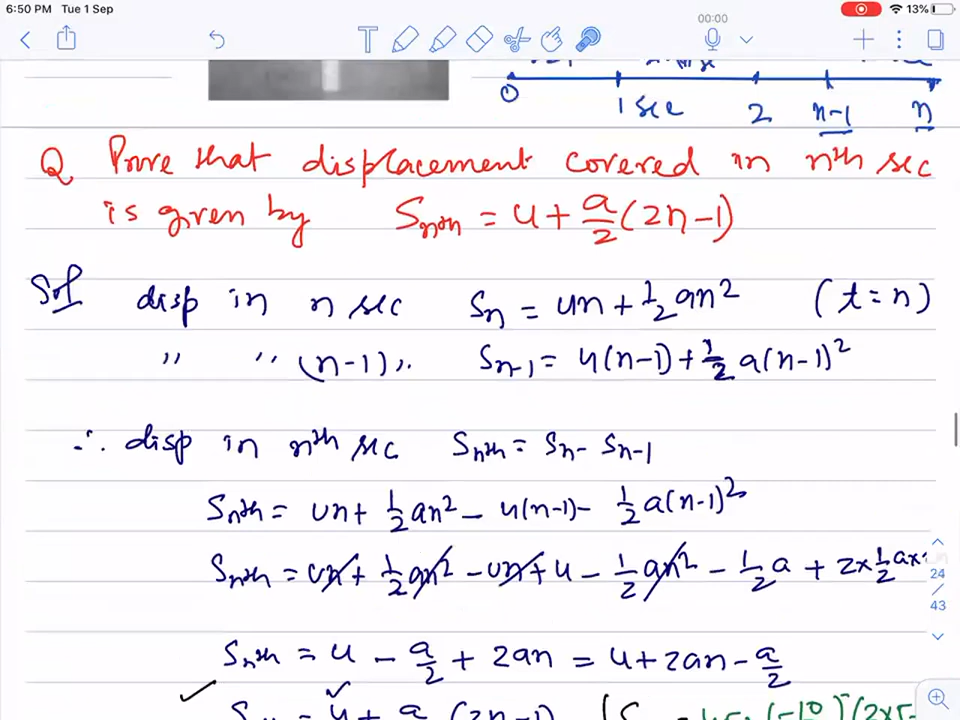 6:50 PM Tue 1 Sep 13%
00:00
0 1 sec 2 n-1 n
Q Prove that displacement covered in nth sec
is given by Snth = u + a/2 (2n-1)
Sol disp in n sec Sn = un + 1/2 an² (t=n)
" " (n-1) ". Sn-1 = u(n-1) + 1/2 a(n-1)²
∴ disp in nth sec Snth = Sn - Sn-1
Snth = un + 1/2 an² - u(n-1) - 1/2 a(n-1)²
Snth = un + 1/2 an² - un + u - 1/2 an² - 1/2 a + 2x 1/2 ax
24
/
43
Snth = u - a/2 + 2an = u + 2an - a/2
u + a (2n-1)